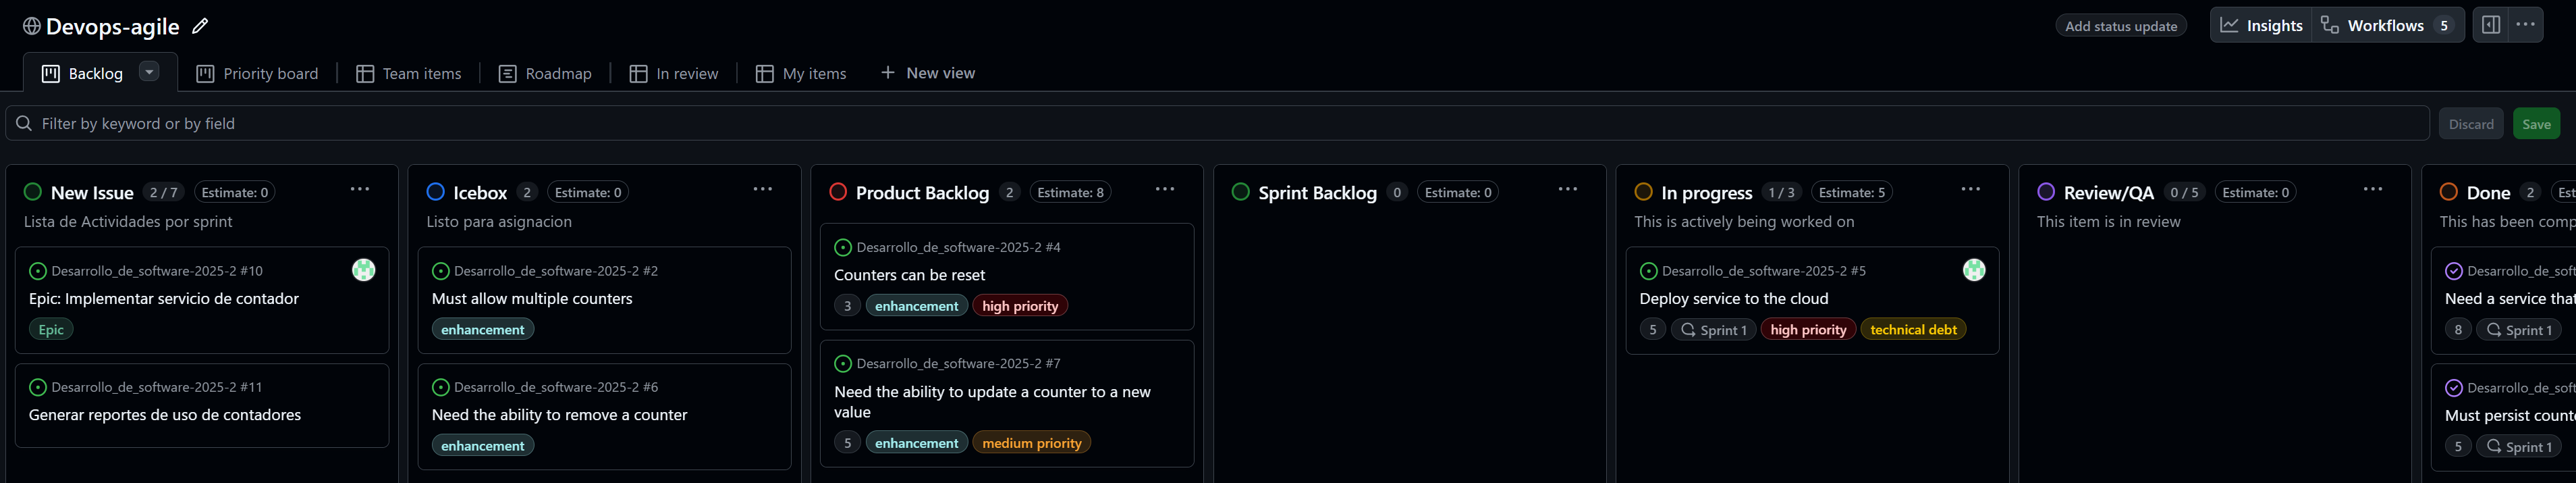 Devops-agile
Add status update
Insights
Workflows 5
Backlog
Priority board
Team items
Roadmap
In review
My items
New view
Filter by keyword or by field
Discard
Save
New Issue 2 / 7 Estimate: 0
Lista de Actividades por sprint
Desarrollo_de_software-2025-2 #10
Epic: Implementar servicio de contador
Epic
Desarrollo_de_software-2025-2 #11
Generar reportes de uso de contadores
Icebox 2 Estimate: 0
Listo para asignacion
Desarrollo_de_software-2025-2 #2
Must allow multiple counters
enhancement
Desarrollo_de_software-2025-2 #6
Need the ability to remove a counter
enhancement
Product Backlog 2 Estimate: 8
Desarrollo_de_software-2025-2 #4
Counters can be reset
3 enhancement high priority
Desarrollo_de_software-2025-2 #7
Need the ability to update a counter to a new
value
5 enhancement medium priority
Sprint Backlog 0 Estimate: 0
In progress 1 / 3 Estimate: 5
This is actively being worked on
Desarrollo_de_software-2025-2 #5
Deploy service to the cloud
5 Sprint 1 high priority technical debt
Review/QA 0 / 5 Estimate: 0
This item is in review
Done 2 Est
This has been comp
Desarrollo_de_soft
Need a service that
8 Sprint 1
Desarrollo_de_soft
Must persist counte
5 Sprint 1